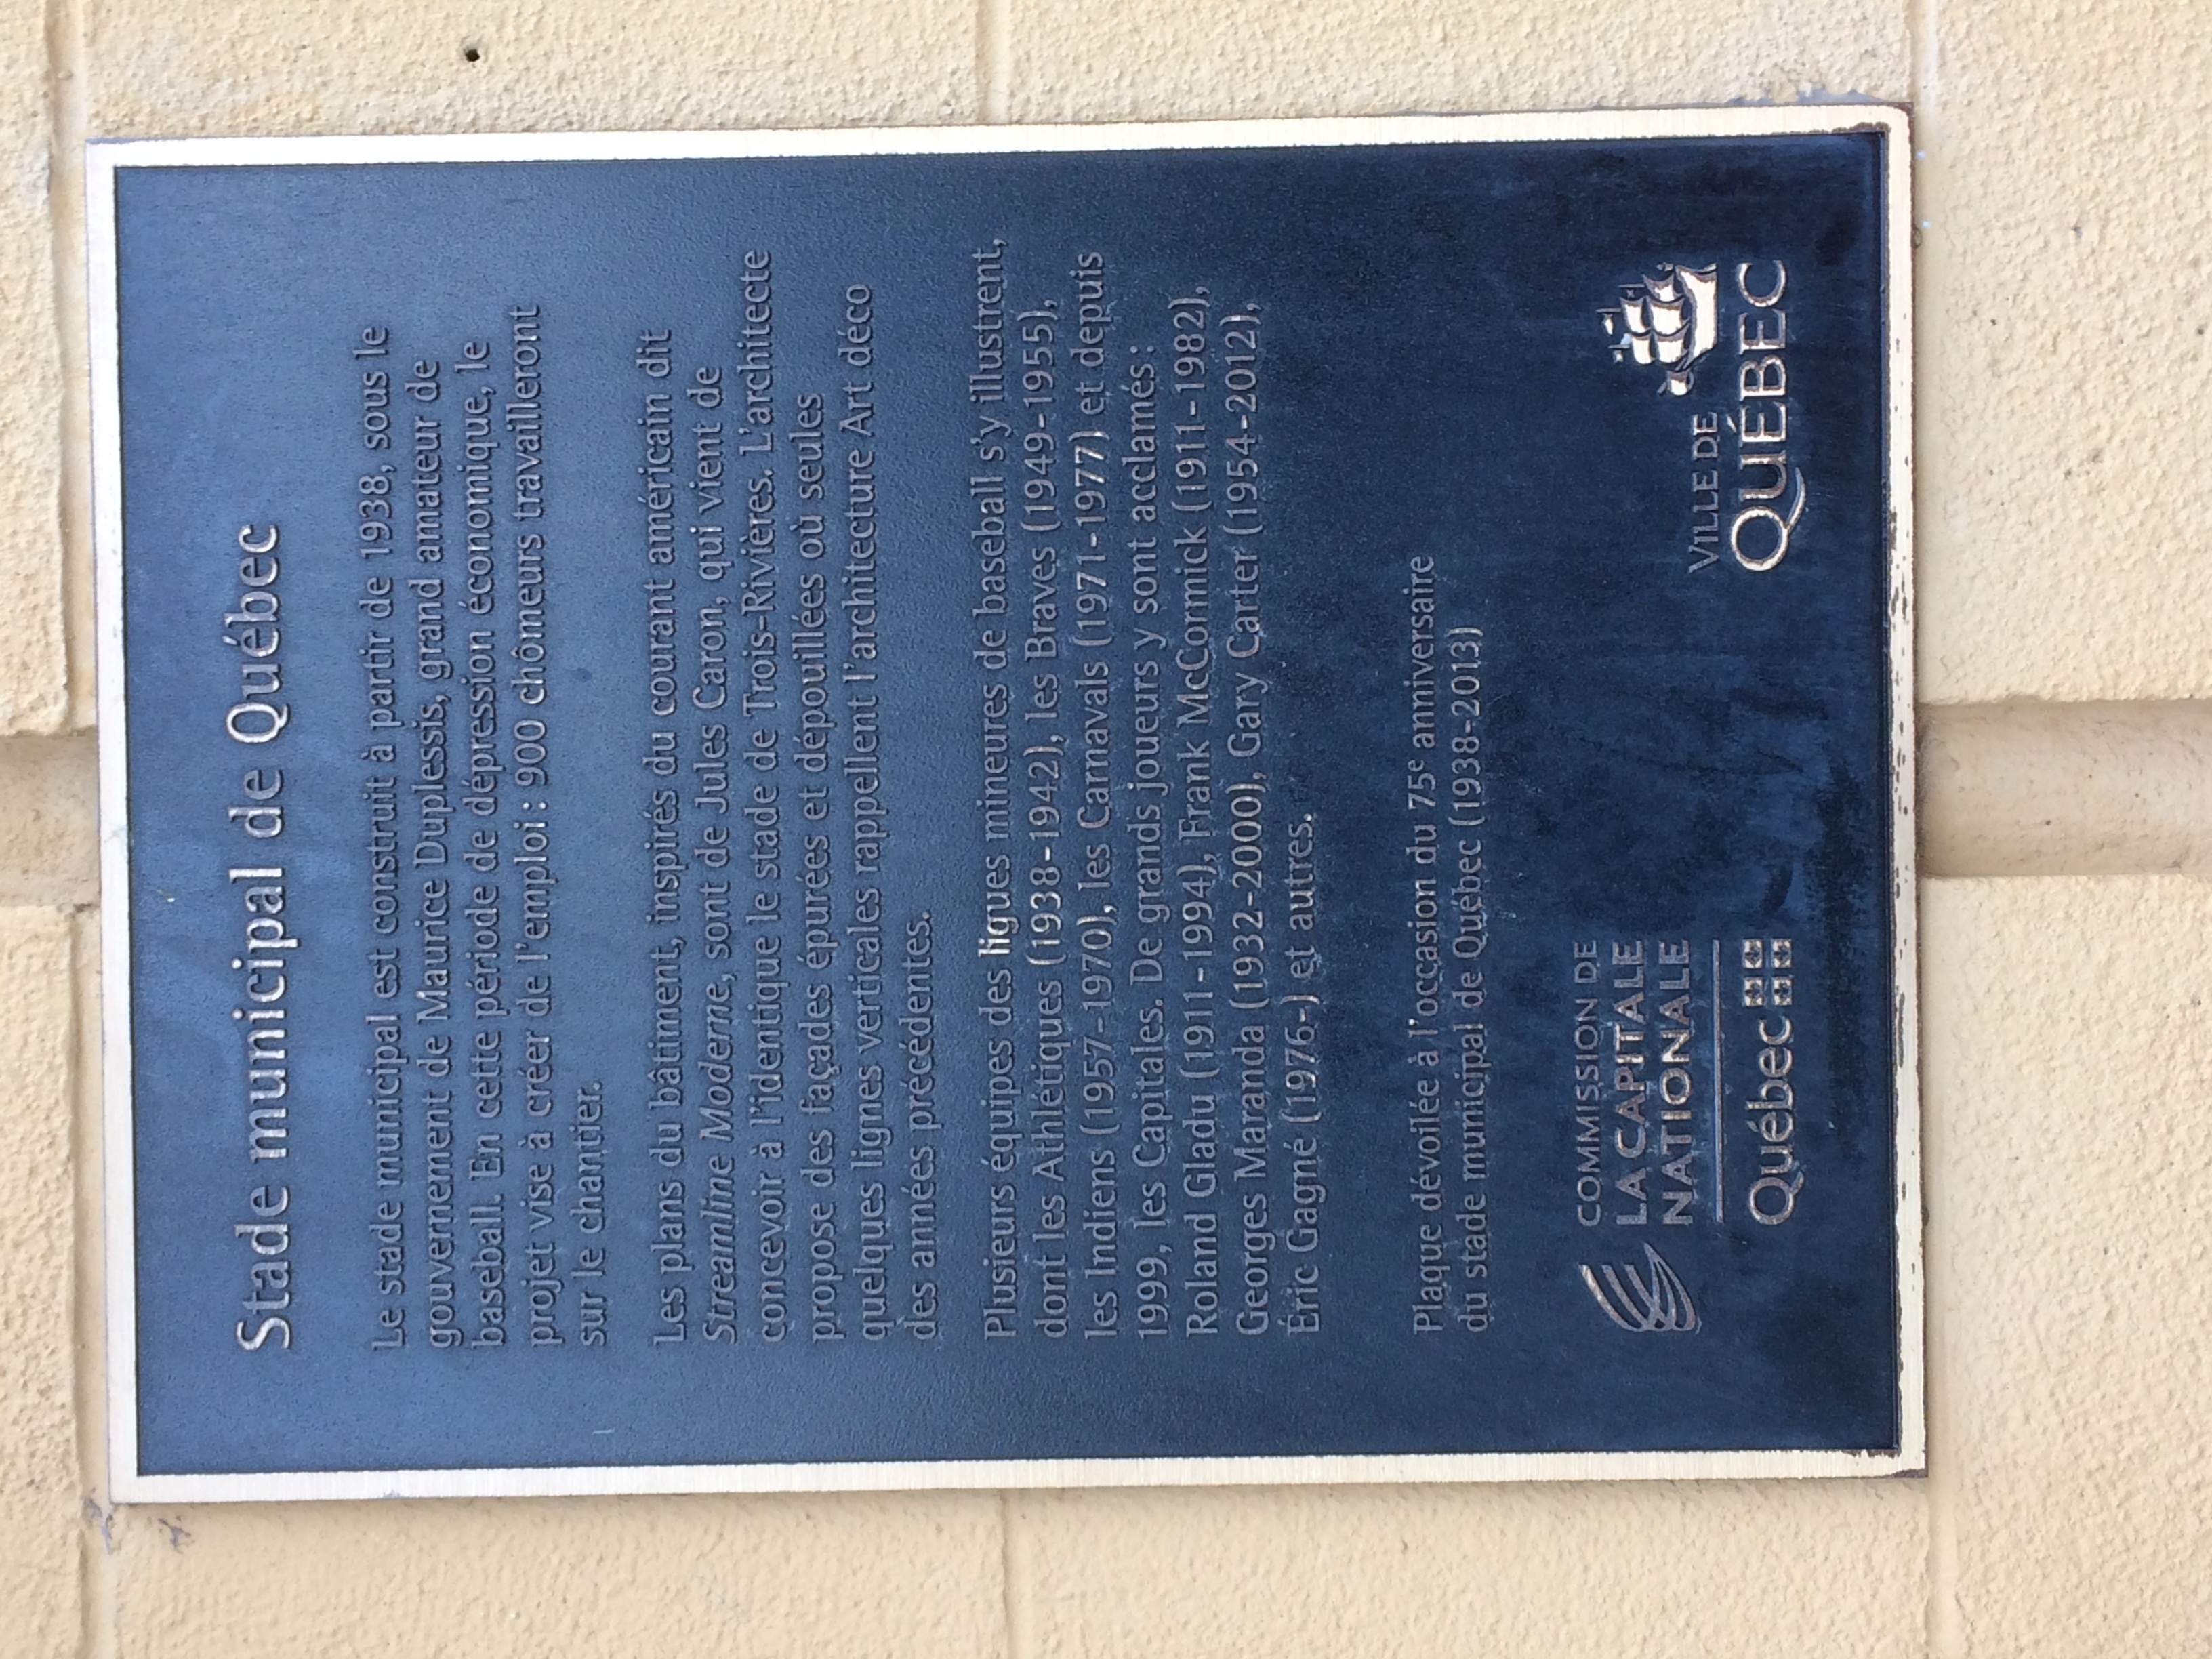 Stade municipal de Québec
Le stade municipal est construit à partir de 1938, sous le
gouvernement de Maurice Duplessis, grand amateur de
baseball. En cette période de dépression économique, le
projet vise à créer de l'emploi : 900 chômeurs travailleront
sur le chantier.
Les plans du bâtiment, inspirés du courant américain dit
Streamline Moderne, sont de Jules Caron, qui vient de
concevoir à l'identique le stade de Trois-Rivières. L'architecte
propose des façades épurées et dépouillées où seules
quelques lignes verticales rappellent l'architecture Art déco
des années précédentes.
Plusieurs équipes des ligues mineures de baseball s'y illustrent,
dont les Athlétiques (1938-1942), les Braves (1949-1955),
les Indiens (1957-1970), les Carnavals (1971-1977) et depuis
1999, les Capitales. De grands joueurs y sont acclamés :
Roland Gladu (1911-1994), Frank McCormick (1911-1982),
Georges Maranda (1932-2000), Gary Carter (1954-2012),
Éric Gagné (1976-) et autres.
Plaque dévoilée à l'occasion du 75e anniversaire
du stade municipal de Québec (1938-2013)
COMMISSION DE
LA CAPITALE
NATIONALE
Québec
VILLE DE
QUÉBEC